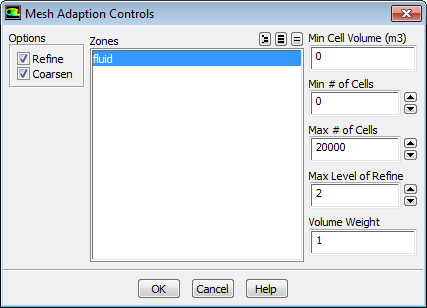 Mesh Adaption Controls
Options
Refine
Coarsen
Zones
fluid
Min Cell Volume (m3)
0
Min # of Cells
0
Max # of Cells
20000
Max Level of Refine
2
Volume Weight
1
OK
Cancel
Help